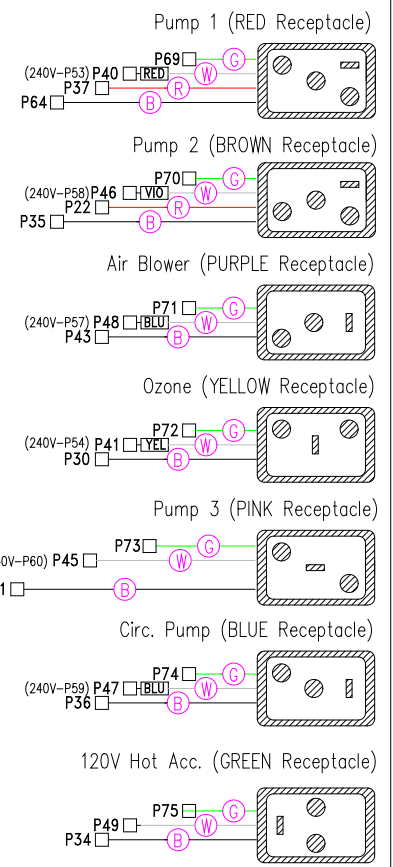 Pump 1 (RED Receptacle)
P69 G
(240V-P53) P40 RED W
P37 R
P64 B
Pump 2 (BROWN Receptacle)
P70 G
(240V-P58) P46 VIO W
P22 R
P35 B
Air Blower (PURPLE Receptacle)
P71 G
(240V-P57) P48 BLU W
P43 B
Ozone (YELLOW Receptacle)
P72 G
(240V-P54) P41 YEL W
P30 B
Pump 3 (PINK Receptacle)
P73 G
0V-P60) P45 W
1 B
Circ. Pump (BLUE Receptacle)
P74 G
(240V-P59) P47 BLU W
P36 B
120V Hot Acc. (GREEN Receptacle)
P75 G
P49 W
P34 B